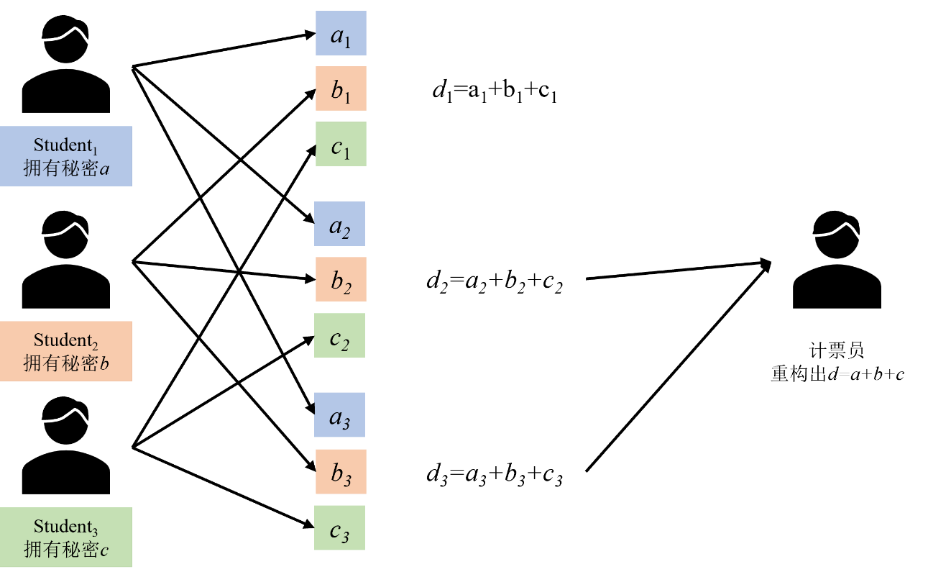 Student1
拥有秘密a
Student2
拥有秘密b
Student3
拥有秘密c
a1
b1
c1
a2
b2
c2
a3
b3
c3
d1=a1+b1+c1
d2=a2+b2+c2
d3=a3+b3+c3
计票员
重构出d=a+b+c